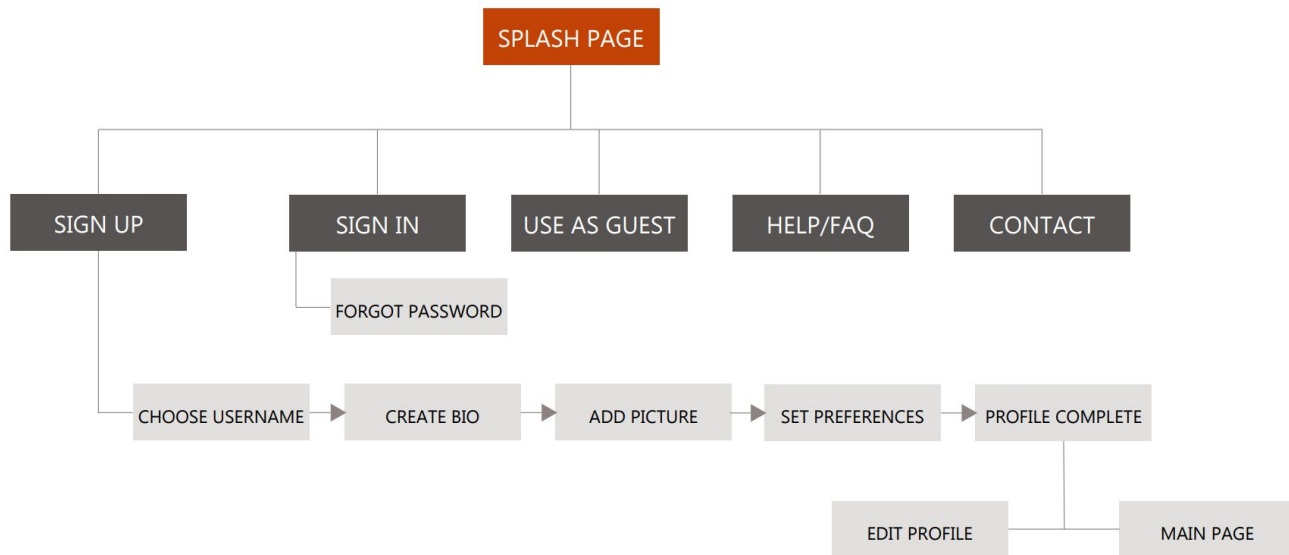 SPLASH PAGE
SIGN UP
SIGN IN
USE AS GUEST
HELP/FAQ
CONTACT
FORGOT PASSWORD
CHOOSE USERNAME
CREATE BIO
ADD PICTURE
SET PREFERENCES
PROFILE COMPLETE
EDIT PROFILE
MAIN PAGE